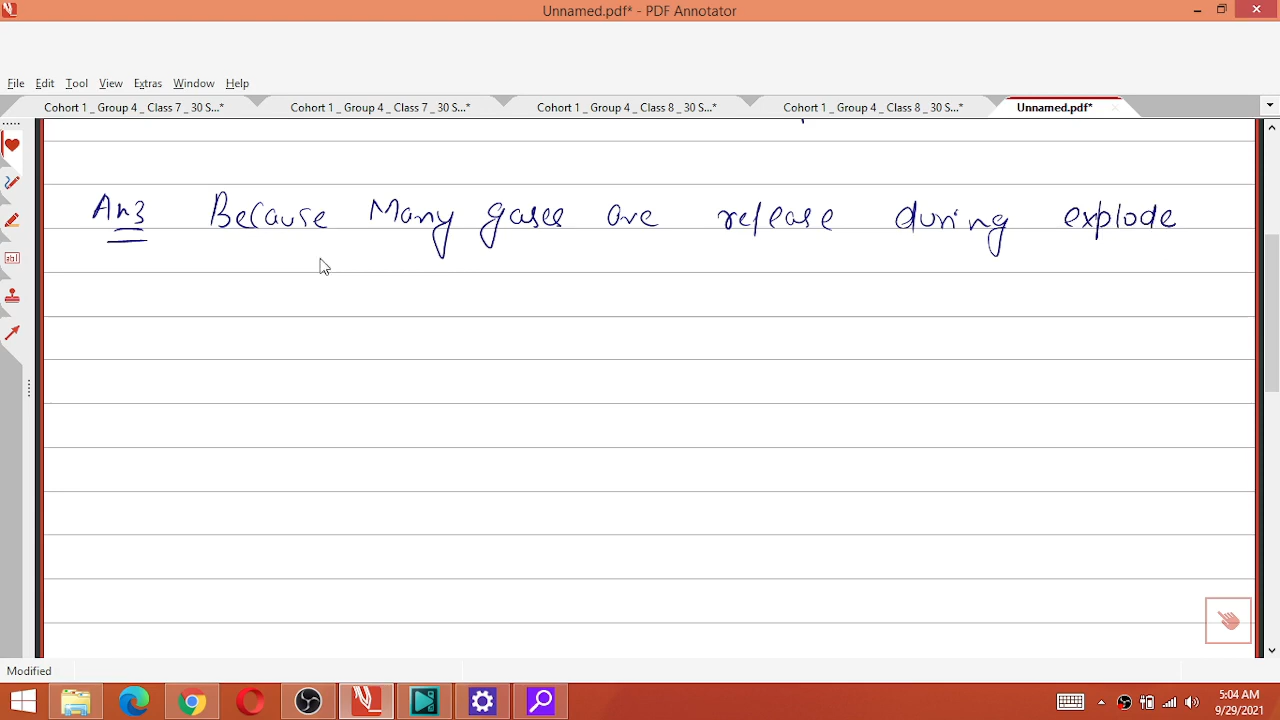 Unnamed.pdf* - PDF Annotator
File Edit Tool View Extras Window Help
Cohort 1 _ Group 4 _ Class 7 _ 30 S...* Cohort 1 _ Group 4 _ Class 7 _ 30 S...* Cohort 1 _ Group 4 _ Class 8 _ 30 S...* Cohort 1 _ Group 4 _ Class 8 _ 30 S...* Unnamed.pdf*
Ans Because Many gases are release during explode
Modified
5:04 AM
9/29/2021